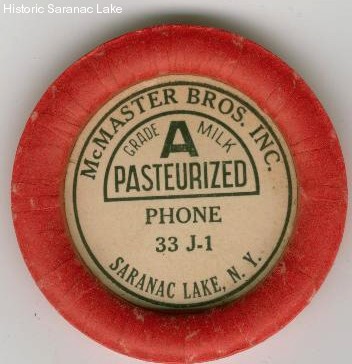 Historic Saranac Lake
McMASTER BROS. INC.
GRADE A MILK
PASTEURIZED
PHONE
33 J-1
SARANAC LAKE, N. Y.